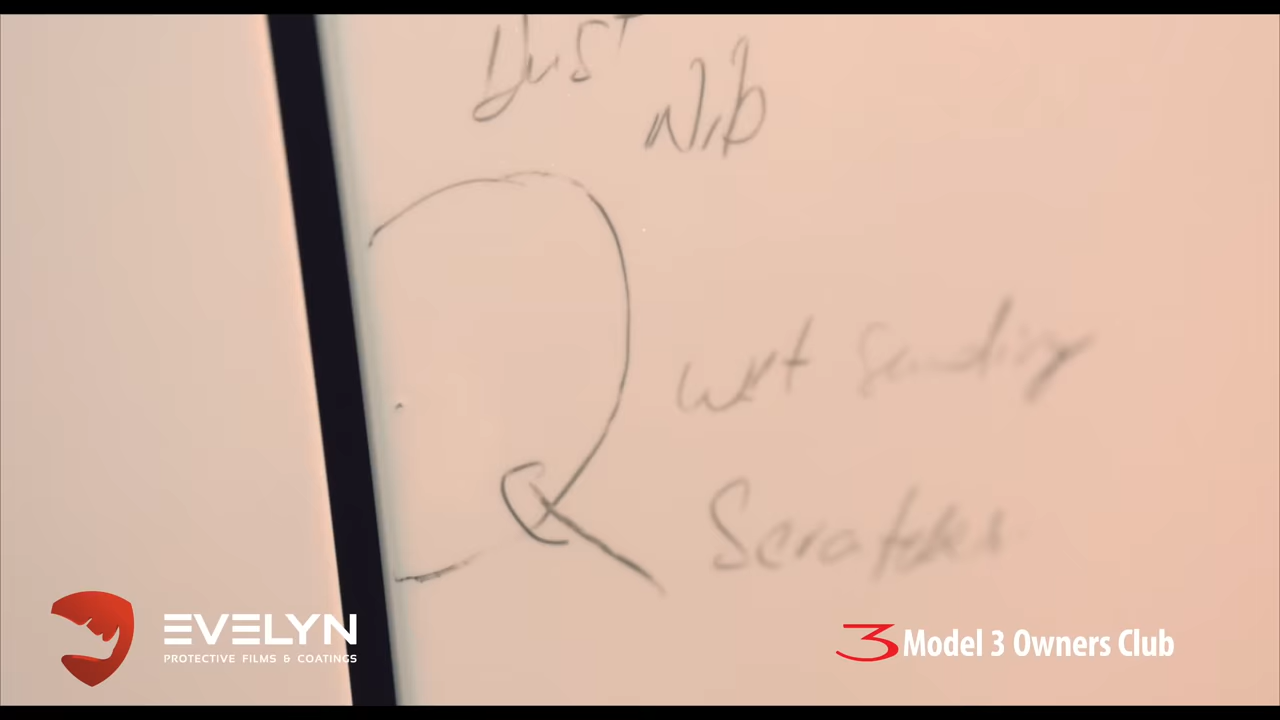 Dust
Nib
wet Sanding
Scratches
EVELYN
PROTECTIVE FILMS & COATINGS
3 Model 3 Owners Club